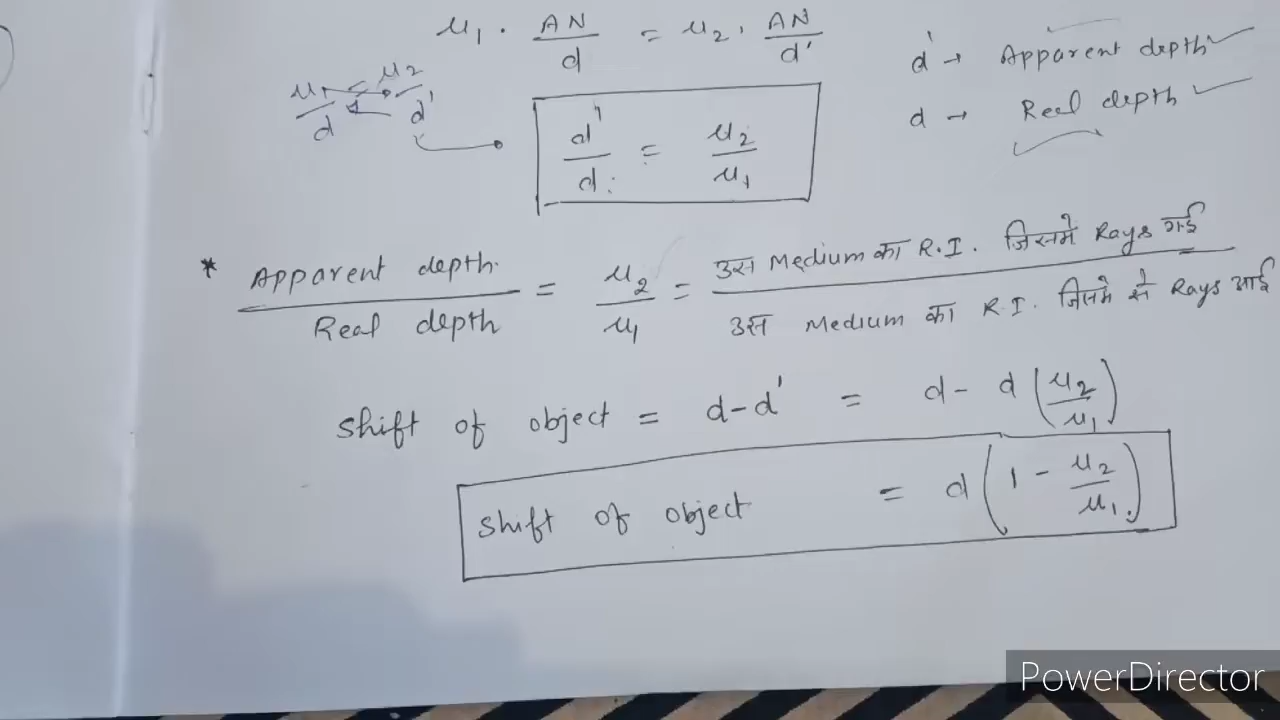 μ₁ · AN/d = μ₂ · AN/d'
d' → Apparent depth
μ₁/d = μ₂/d'
d → Real depth
d'/d = μ₂/μ₁
* Apparent depth/Real depth = μ₂/μ₁ = उस Medium का R.I. जिसमे Rays गई/उस Medium का R.I. जिसमे से Rays आई
Shift of object = d-d' = d - d (μ₂/μ₁)
Shift of object = d (1 - μ₂/μ₁)
PowerDirector